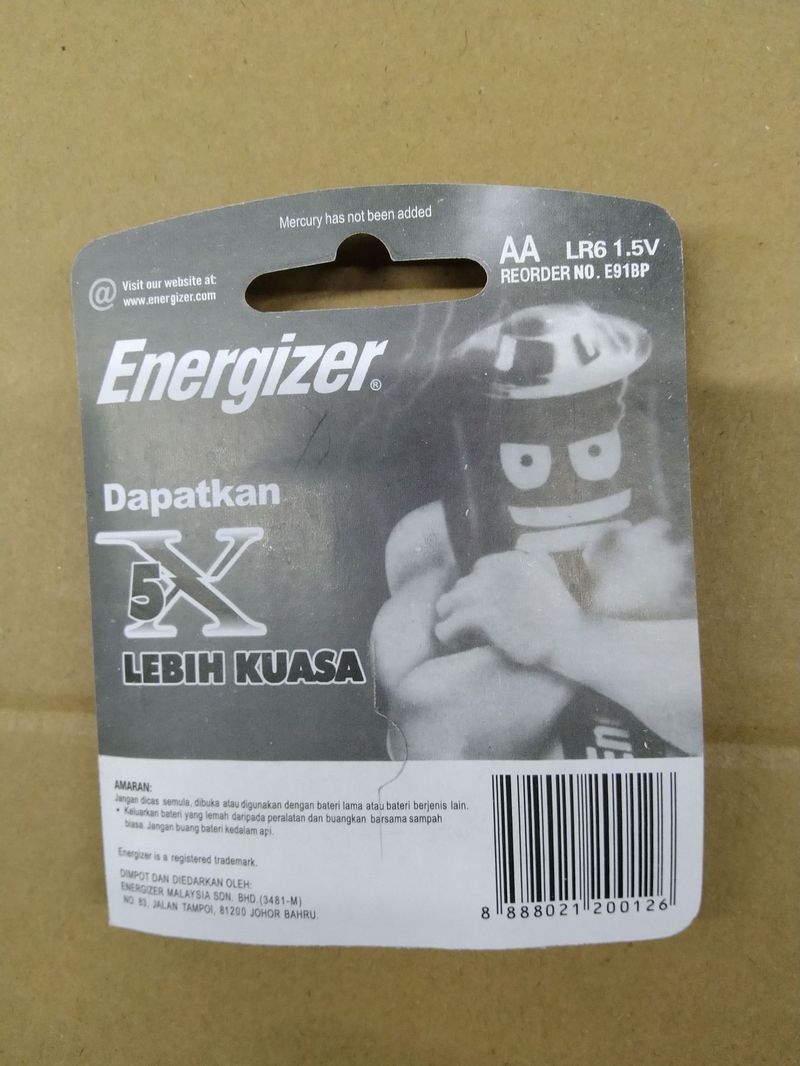 Mercury has not been added
AA LR6 1.5V
REORDER NO. E91BP
@ Visit our website at:
www.energizer.com
Energizer®
Dapatkan
5X
LEBIH KUASA
En
AMARAN:
Jangan dicas semula, dibuka atau digunakan dengan bateri lama atau bateri berjenis lain.
• Keluarkan bateri yang lemah daripada peralatan dan buangkan barsama sampah
biasa. Jangan buang bateri kedalam api.
Energizer is a registered trademark.
DIMPOT DAN DIEDARKAN OLEH:
ENERGIZER MALAYSIA SDN. BHD.(3481-M)
NO. 83, JALAN TAMPOI, 81200 JOHOR BAHRU.
8 888021 200126